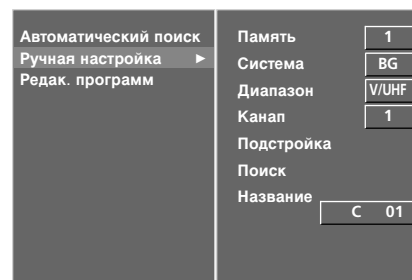 Автоматический поиск
Ручная настройка ►
Редак. программ
Память 1
Система BG
Диапазон V/UHF
Канап 1
Подстройка
Поиск
Название
C 01